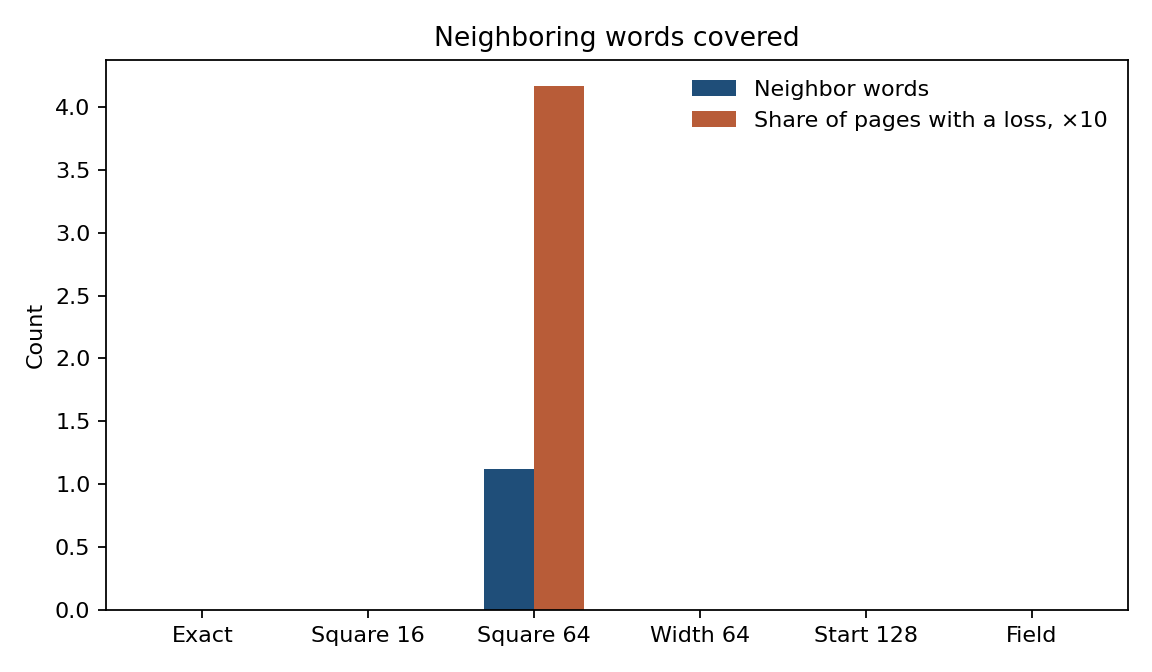 Neighboring words covered
Neighbor words
Share of pages with a loss, ×10
Count
4.0
3.5
3.0
2.5
2.0
1.5
1.0
0.5
0.0
Exact Square 16 Square 64 Width 64 Start 128 Field